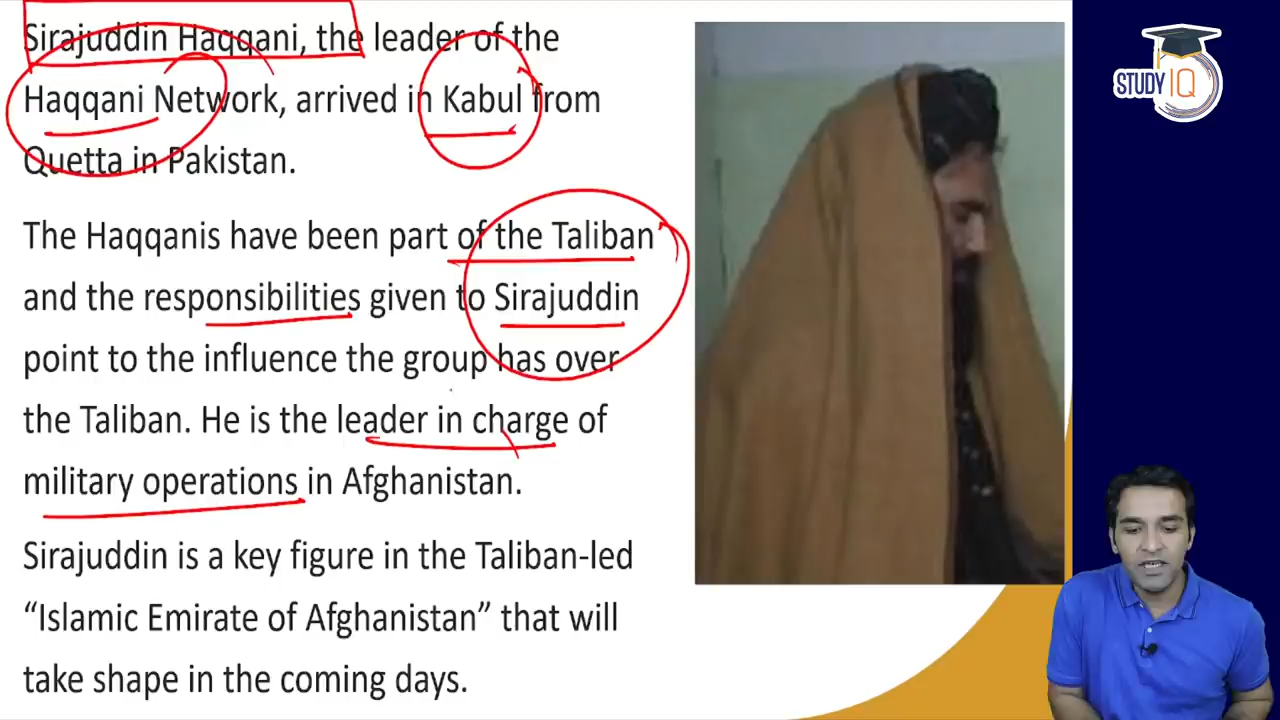 Sirajuddin Haqqani, the leader of the
Haqqani Network, arrived in Kabul from
Quetta in Pakistan.
The Haqqanis have been part of the Taliban
and the responsibilities given to Sirajuddin
point to the influence the group has over
the Taliban. He is the leader in charge of
military operations in Afghanistan.
Sirajuddin is a key figure in the Taliban-led
“Islamic Emirate of Afghanistan” that will
take shape in the coming days.
STUDY IQ